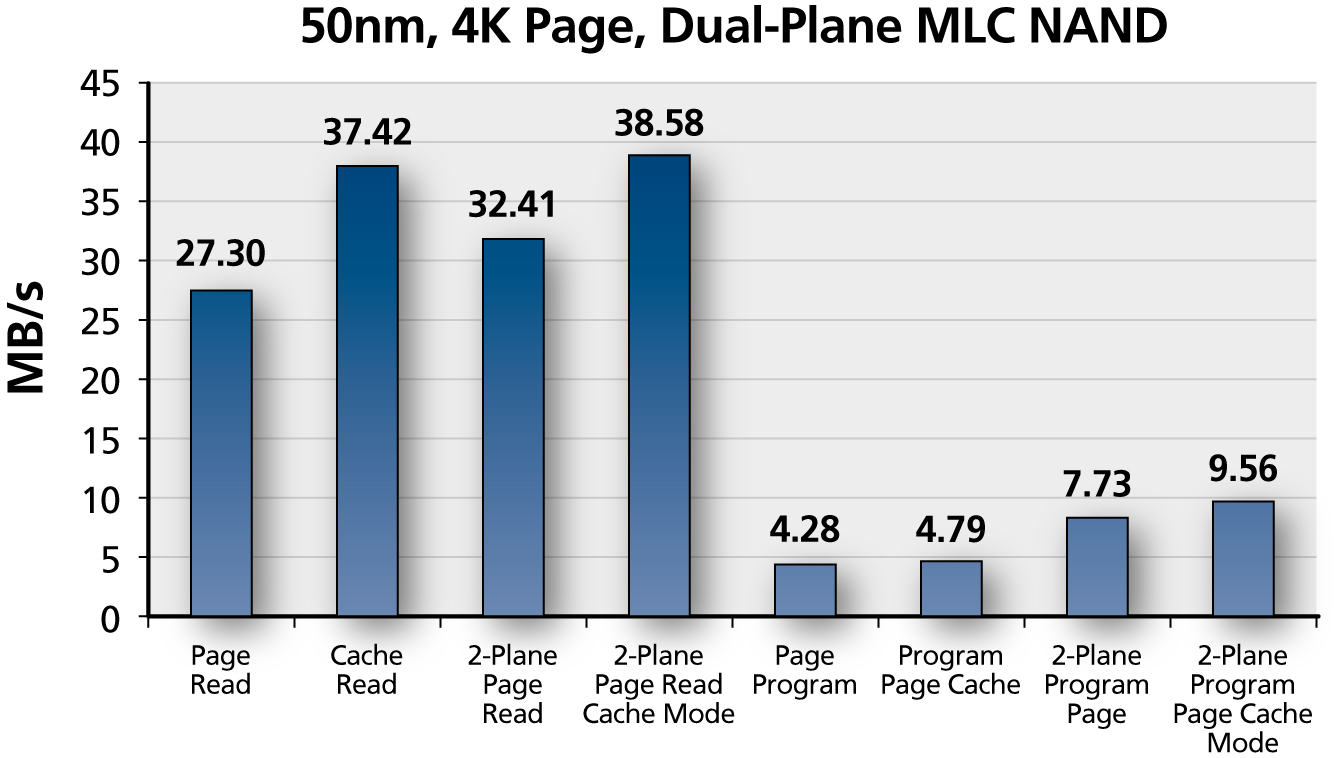 50nm, 4K Page, Dual-Plane MLC NAND
MB/s
45
40
35
30
25
20
15
10
5
0
27.30
37.42
32.41
38.58
4.28
4.79
7.73
9.56
Page
Read
Cache
Read
2-Plane
Page
Read
2-Plane
Page Read
Cache Mode
Page
Program
Program
Page Cache
2-Plane
Program
Page
2-Plane
Program
Page Cache
Mode